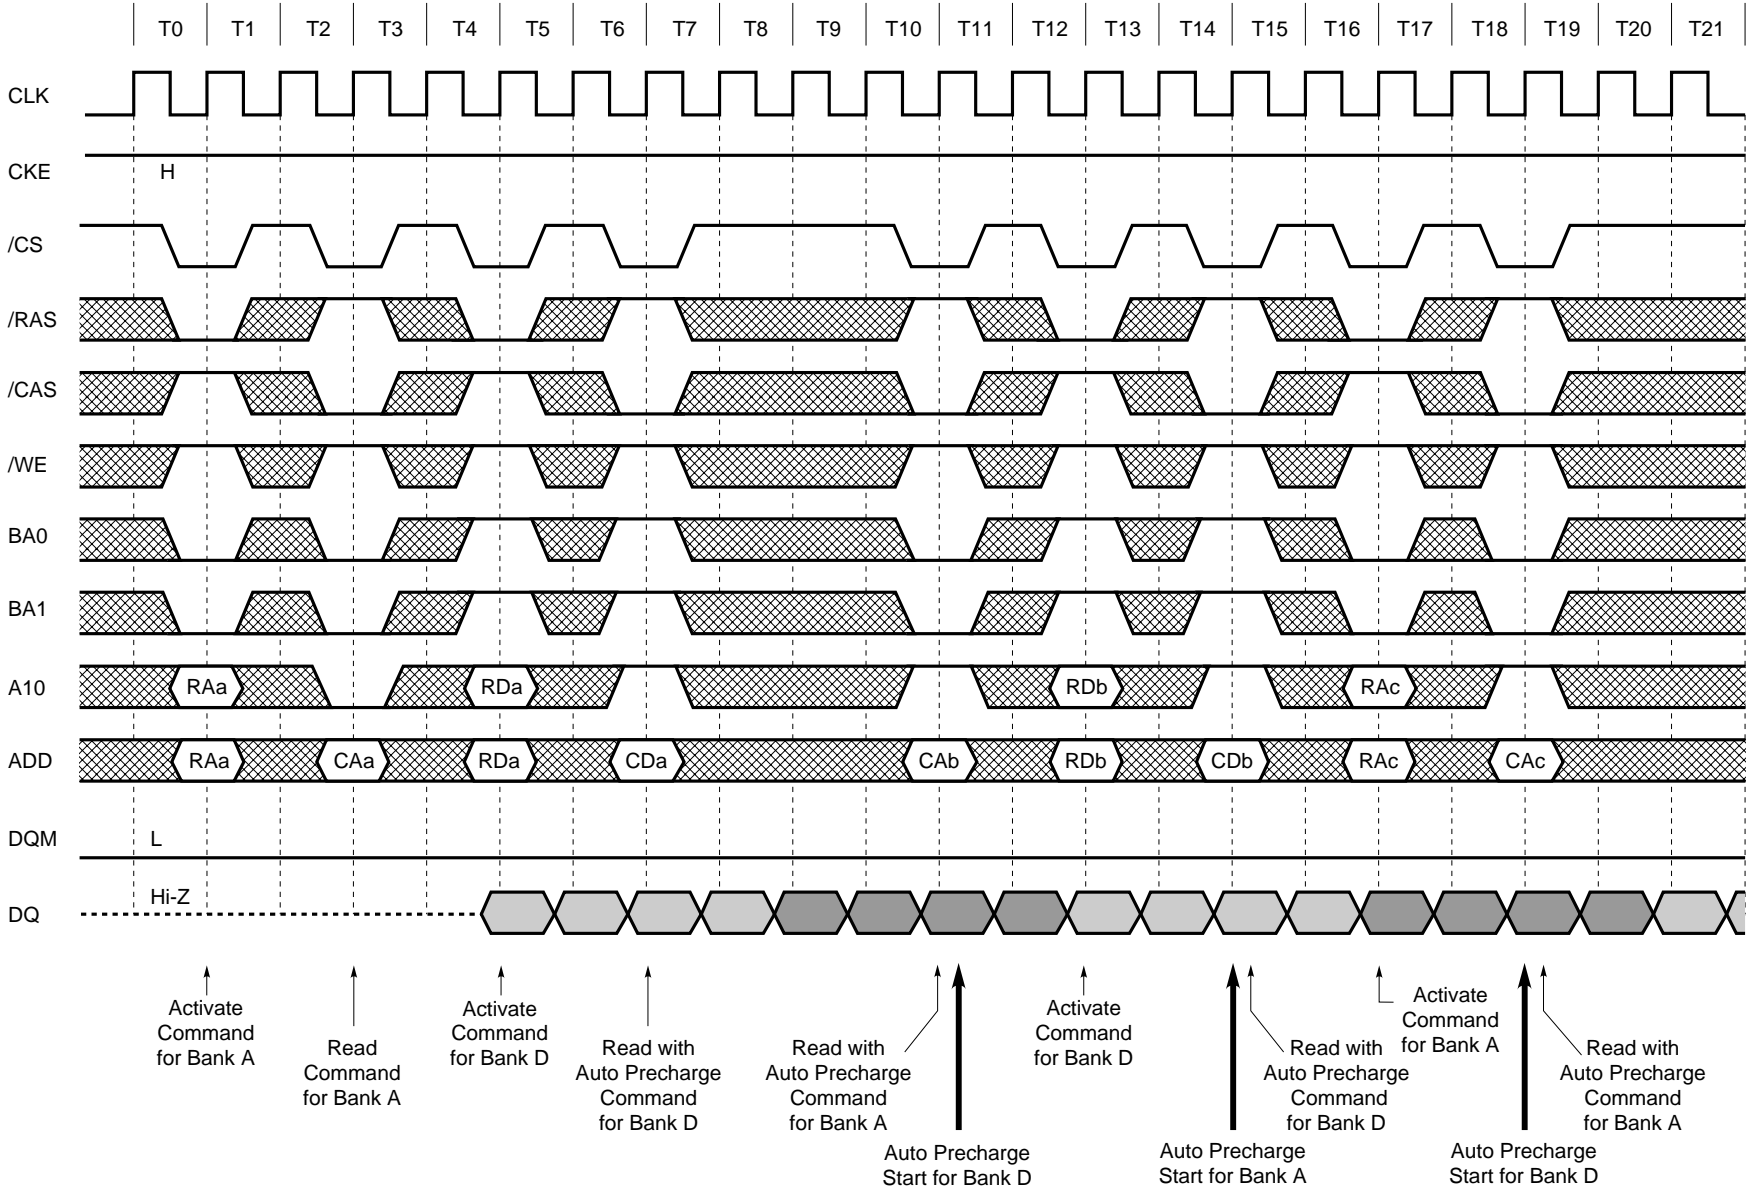 T0 T1 T2 T3 T4 T5 T6 T7 T8 T9 T10 T11 T12 T13 T14 T15 T16 T17 T18 T19 T20 T21
CLK
CKE H
/CS
/RAS
/CAS
/WE
BA0
BA1
A10 RAa RDa RDb RAc
ADD RAa CAa RDa CDa CAb RDb CDb RAc CAc
DQM L
DQ Hi-Z
Activate
Command
for Bank A
Read
Command
for Bank A
Activate
Command
for Bank D
Read with
Auto Precharge
Command
for Bank D
Read with
Auto Precharge
Command
for Bank A
Auto Precharge
Start for Bank D
Activate
Command
for Bank D
Auto Precharge
Start for Bank A
Read with
Auto Precharge
Command
for Bank D
Activate
Command
for Bank A
Auto Precharge
Start for Bank D
Read with
Auto Precharge
Command
for Bank A